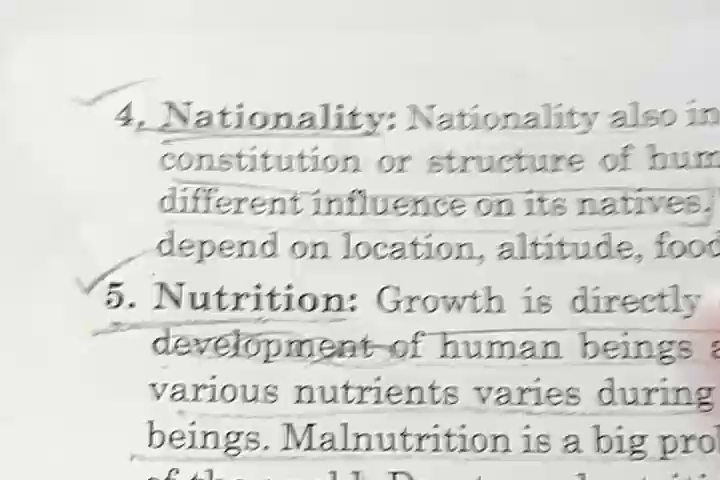 4. Nationality: Nationality also in
constitution or structure of hum
different influence on its natives.
depend on location, altitude, food
5. Nutrition: Growth is directly
development of human beings a
various nutrients varies during
beings. Malnutrition is a big pro
of the